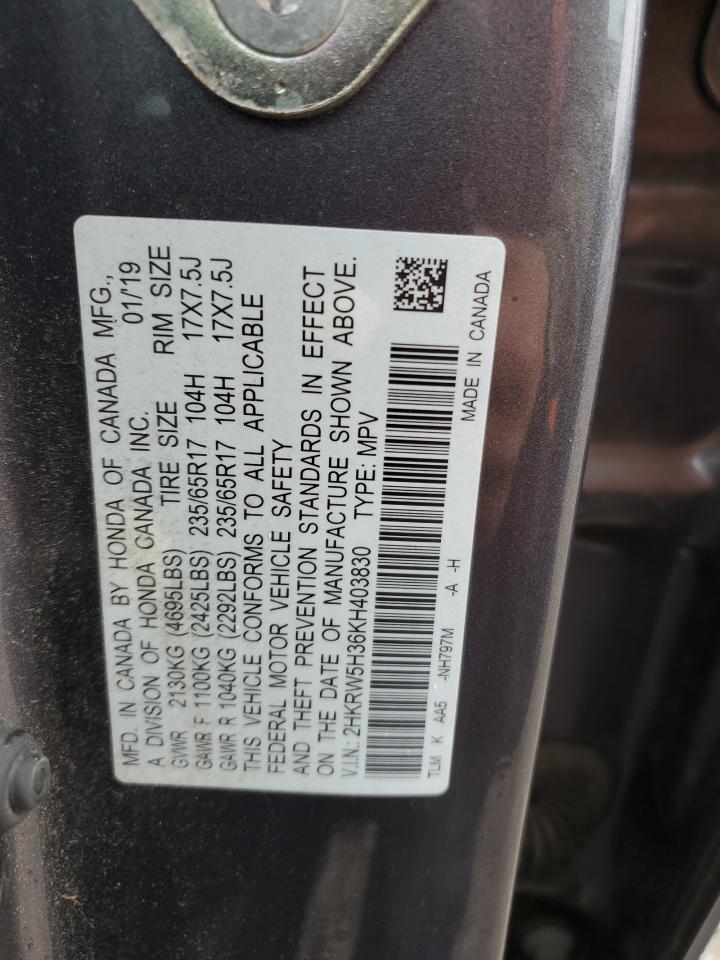 MFD. IN CANADA BY HONDA OF CANADA MFG.,
A DIVISION OF HONDA CANADA INC. 01/19
GVWR 2130KG (4695LBS) TIRE SIZE RIM SIZE
GAWR F 1100KG (2425LBS) 235/65R17 104H 17X7.5J
GAWR R 1040KG (2292LBS) 235/65R17 104H 17X7.5J
THIS VEHICLE CONFORMS TO ALL APPLICABLE
FEDERAL MOTOR VEHICLE SAFETY
AND THEFT PREVENTION STANDARDS IN EFFECT
ON THE DATE OF MANUFACTURE SHOWN ABOVE.
V.I.N.: 2HKRW5H36KH403830 TYPE: MPV
TLM K AA5 -NH797M -A -H
MADE IN CANADA